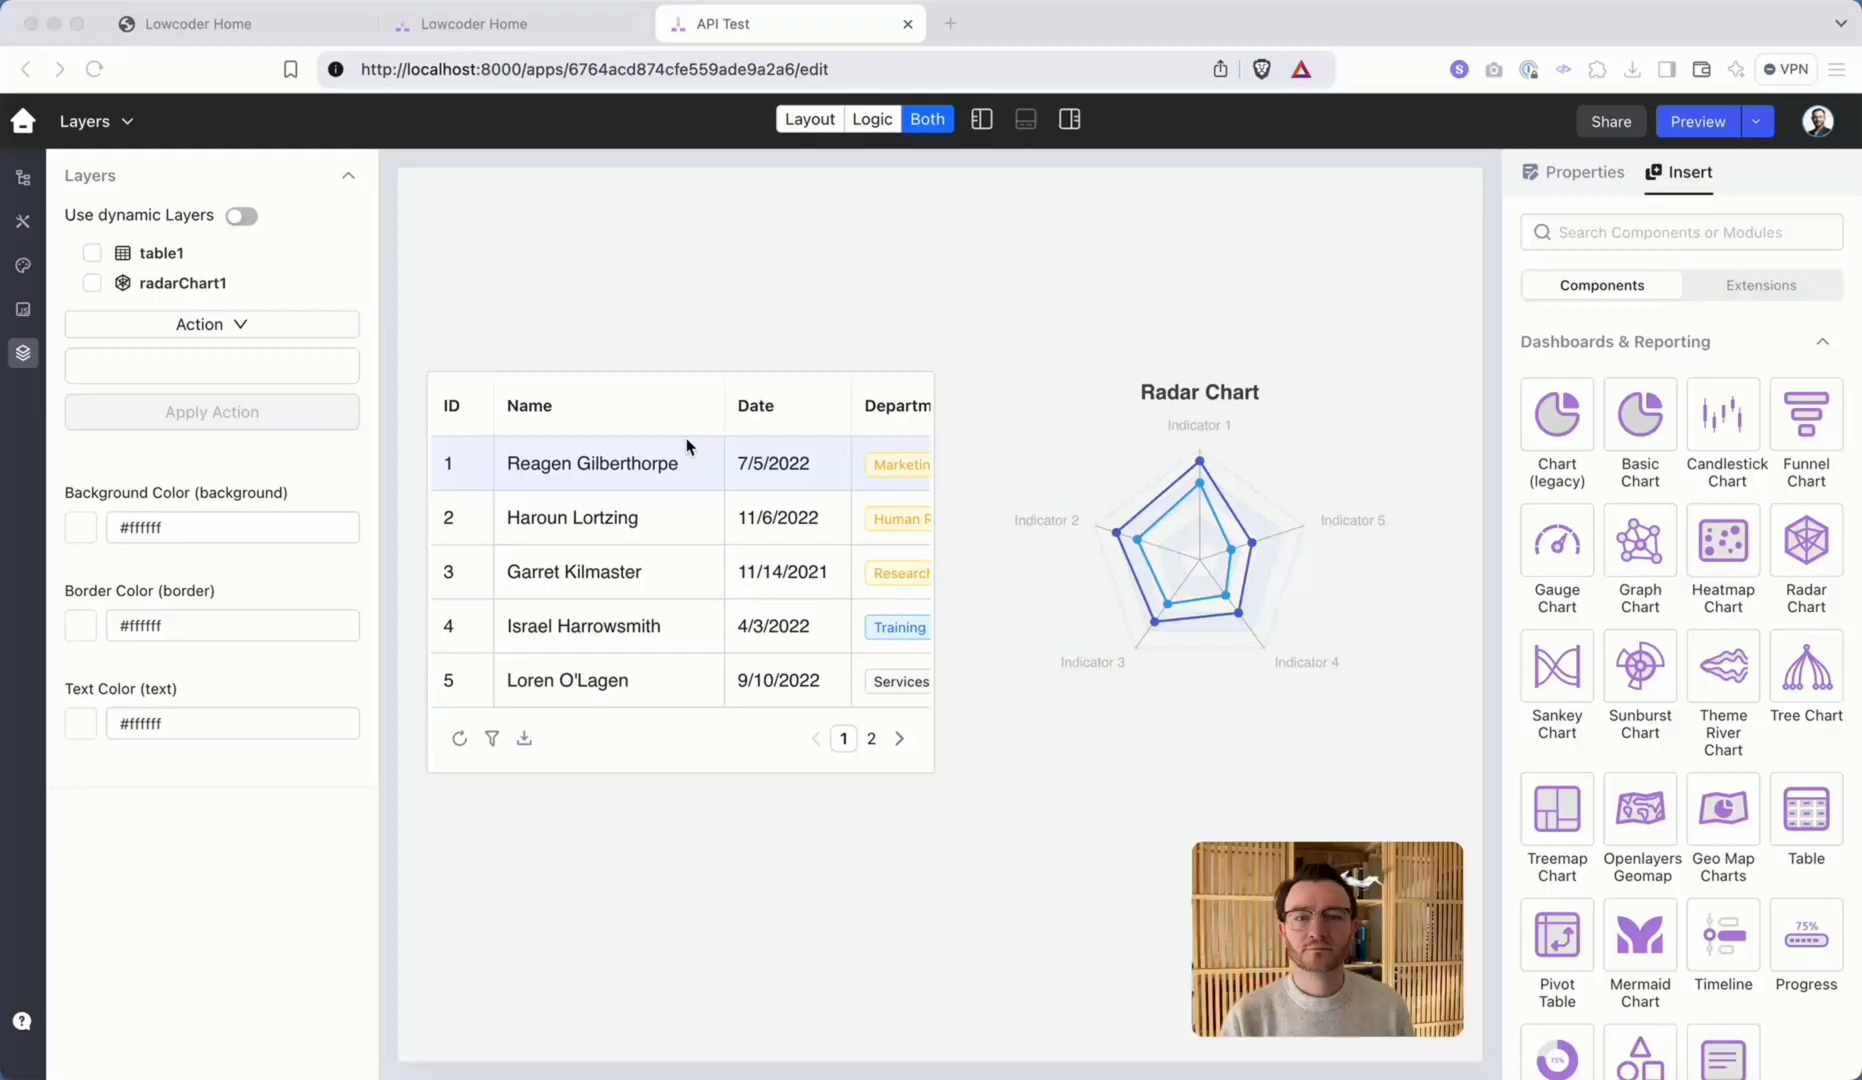 Lowcoder Home
Lowcoder Home
API Test
http://localhost:8000/apps/6764acd874cfe559ade9a2a6/edit
S
VPN
Layers
Layout
Logic
Both
Share
Preview
Layers
Use dynamic Layers
table1
radarChart1
Action
Apply Action
Background Color (background)
#ffffff
Border Color (border)
#ffffff
Text Color (text)
#ffffff
JS
?
ID Name Date Departm
1 Reagen Gilberthorpe 7/5/2022 Marketin
2 Haroun Lortzing 11/6/2022 Human R
3 Garret Kilmaster 11/14/2021 Research
4 Israel Harrowsmith 4/3/2022 Training
5 Loren O'Lagen 9/10/2022 Services
1 2
Radar Chart
Indicator 1
Indicator 2
Indicator 5
Indicator 3
Indicator 4
Properties
Insert
Search Components or Modules
Components
Extensions
Dashboards & Reporting
Chart
(legacy)
Basic
Chart
Candlestick
Chart
Funnel
Chart
Gauge
Chart
Graph
Chart
Heatmap
Chart
Radar
Chart
Sankey
Chart
Sunburst
Chart
Theme
River
Chart
Tree Chart
Treemap
Chart
Openlayers
Geomap
Geo Map
Charts
Table
75%
Pivot
Table
Mermaid
Chart
Timeline
Progress
75%